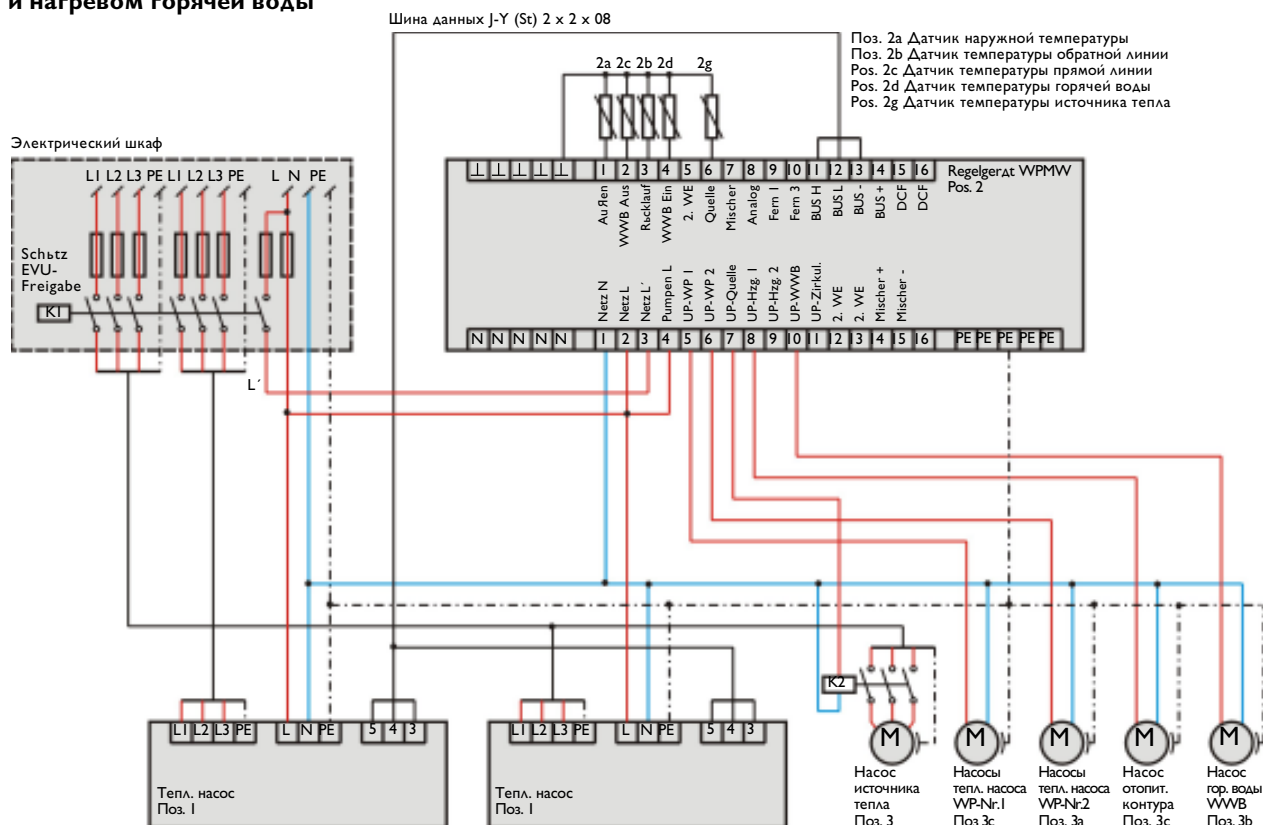 и нагревом горячей воды
Шина данных J-Y (St) 2 x 2 x 08
Поз. 2a Датчик наружной температуры
Поз. 2b Датчик температуры обратной линии
Pos. 2c Датчик температуры прямой линии
Pos. 2d Датчик температуры горячей воды
Pos. 2g Датчик температуры источника тепла
2a 2c 2b 2d 2g
Электрический шкаф
L1 L2 L3 PE L1 L2 L3 PE L N PE
Schьtz
EVU-
Freigabe
K1
L´
⊥ ⊥ ⊥ ⊥ ⊥ 1 2 3 4 5 6 7 8 9 10 11 12 13 14 15 16
Regelgerдt WPMW
Pos. 2
AuЯen
WWB Aus
Rьcklauf
WWB Ein
2. WE
Quelle
Mischer
Analog
Fern 1
Fern 3
BUS H
BUS L
BUS -
BUS +
DCF
DCF
Netz N
Netz L
Netz L´
Pumpen L
UP-WP 1
UP-WP 2
UP-Quelle
UP-Hzg. 1
UP-Hzg. 2
UP-WWB
UP-Zirkul.
2. WE
2. WE
Mischer +
Mischer -
N N N N N 1 2 3 4 5 6 7 8 9 10 11 12 13 14 15 16 PE PE PE PE PE
K2
L1 L2 L3 PE L N PE 5 4 3
Тепл. насос
Поз. 1
L1 L2 L3 PE L N PE 5 4 3
Тепл. насос
Поз. 1
M M M M M
Насос
источника
тепла
Поз. 3
Насосы
тепл. насоса
WP-Nr.1
Поз 3c
Насосы
тепл. насоса
WP-Nr.2
Поз. 3a
Насос
отопит.
контура
Поз. 3c
Насос
гор. воды
WWB
Поз. 3b